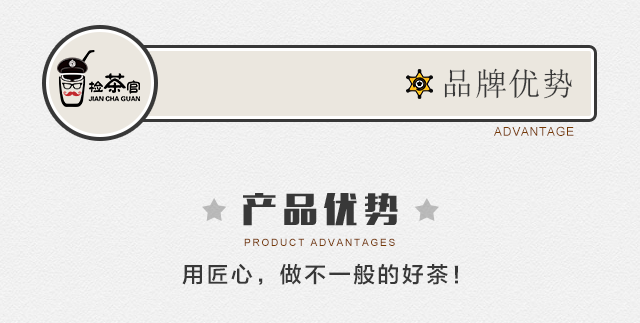 检茶官
JIAN CHA GUAN
品牌优势
ADVANTAGE
产品优势
PRODUCT ADVANTAGES
用匠心，做不一般的好茶！